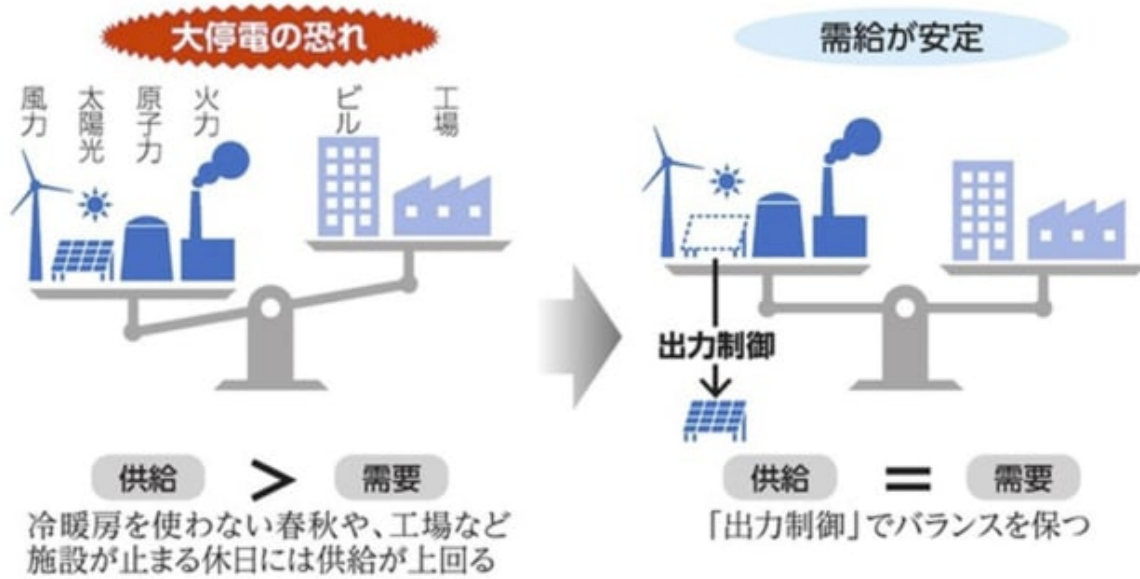 大停電の恐れ
風力
太陽光
原子力
火力
ビル
工場
供給 > 需要
冷暖房を使わない春秋や、工場など
施設が止まる休日には供給が上回る
需給が安定
出力制御
供給 = 需要
「出力制御」でバランスを保つ